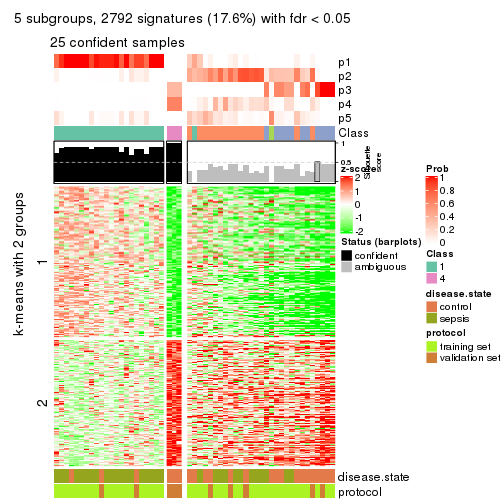 5 subgroups, 2792 signatures (17.6%) with fdr < 0.05
25 confident samples
p1
p2
p3
p4
p5
Class
1
0.5
0
Silhouette
score
k-means with 2 groups
1
2
disease.state
protocol
z-score
2
1
0
-1
-2
Status (barplots)
confident
ambiguous
Prob
1
0.8
0.6
0.4
0.2
0
Class
1
4
disease.state
control
sepsis
protocol
training set
validation set